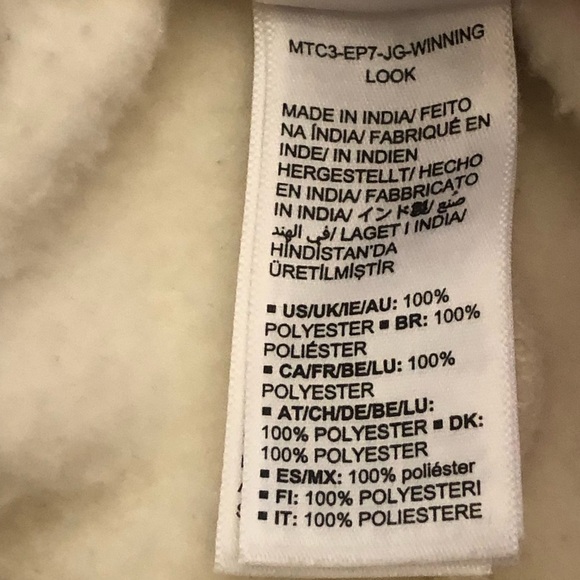 MTC3-EP7-JG-WINNING
LOOK
MADE IN INDIA/ FEITO
NA ÍNDIA/ FABRIQUÉ EN
INDE/ IN INDIEN
HERGESTELLT/ HECHO
EN INDIA/ FABBRICATO
IN INDIA/ インド製/ صُنع
في الهند/ LAGET I INDIA/
HİNDİSTAN'DA
ÜRETİLMİŞTİR
▪ US/UK/IE/AU: 100%
POLYESTER ▪ BR: 100%
POLIÉSTER
▪ CA/FR/BE/LU: 100%
POLYESTER
▪ AT/CH/DE/BE/LU:
100% POLYESTER ▪ DK:
100% POLYESTER
▪ ES/MX: 100% poliéster
▪ FI: 100% POLYESTERI
▪ IT: 100% POLIESTERE